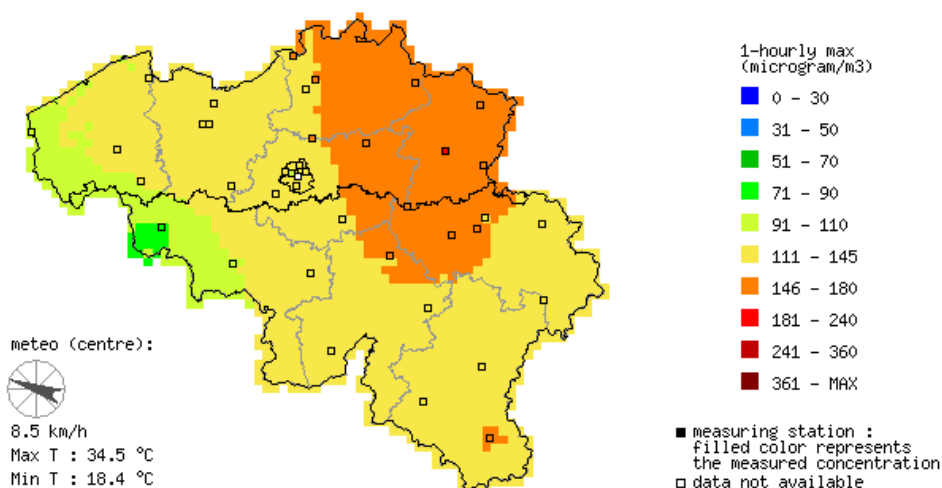 1-hourly max
(microgram/m3)
0 - 30
31 - 50
51 - 70
71 - 90
91 - 110
111 - 145
146 - 180
181 - 240
241 - 360
361 - MAX
meteo (centre):
8.5 km/h
Max T : 34.5 °C
Min T : 18.4 °C
measuring station :
filled color represents
the measured concentration
data not available